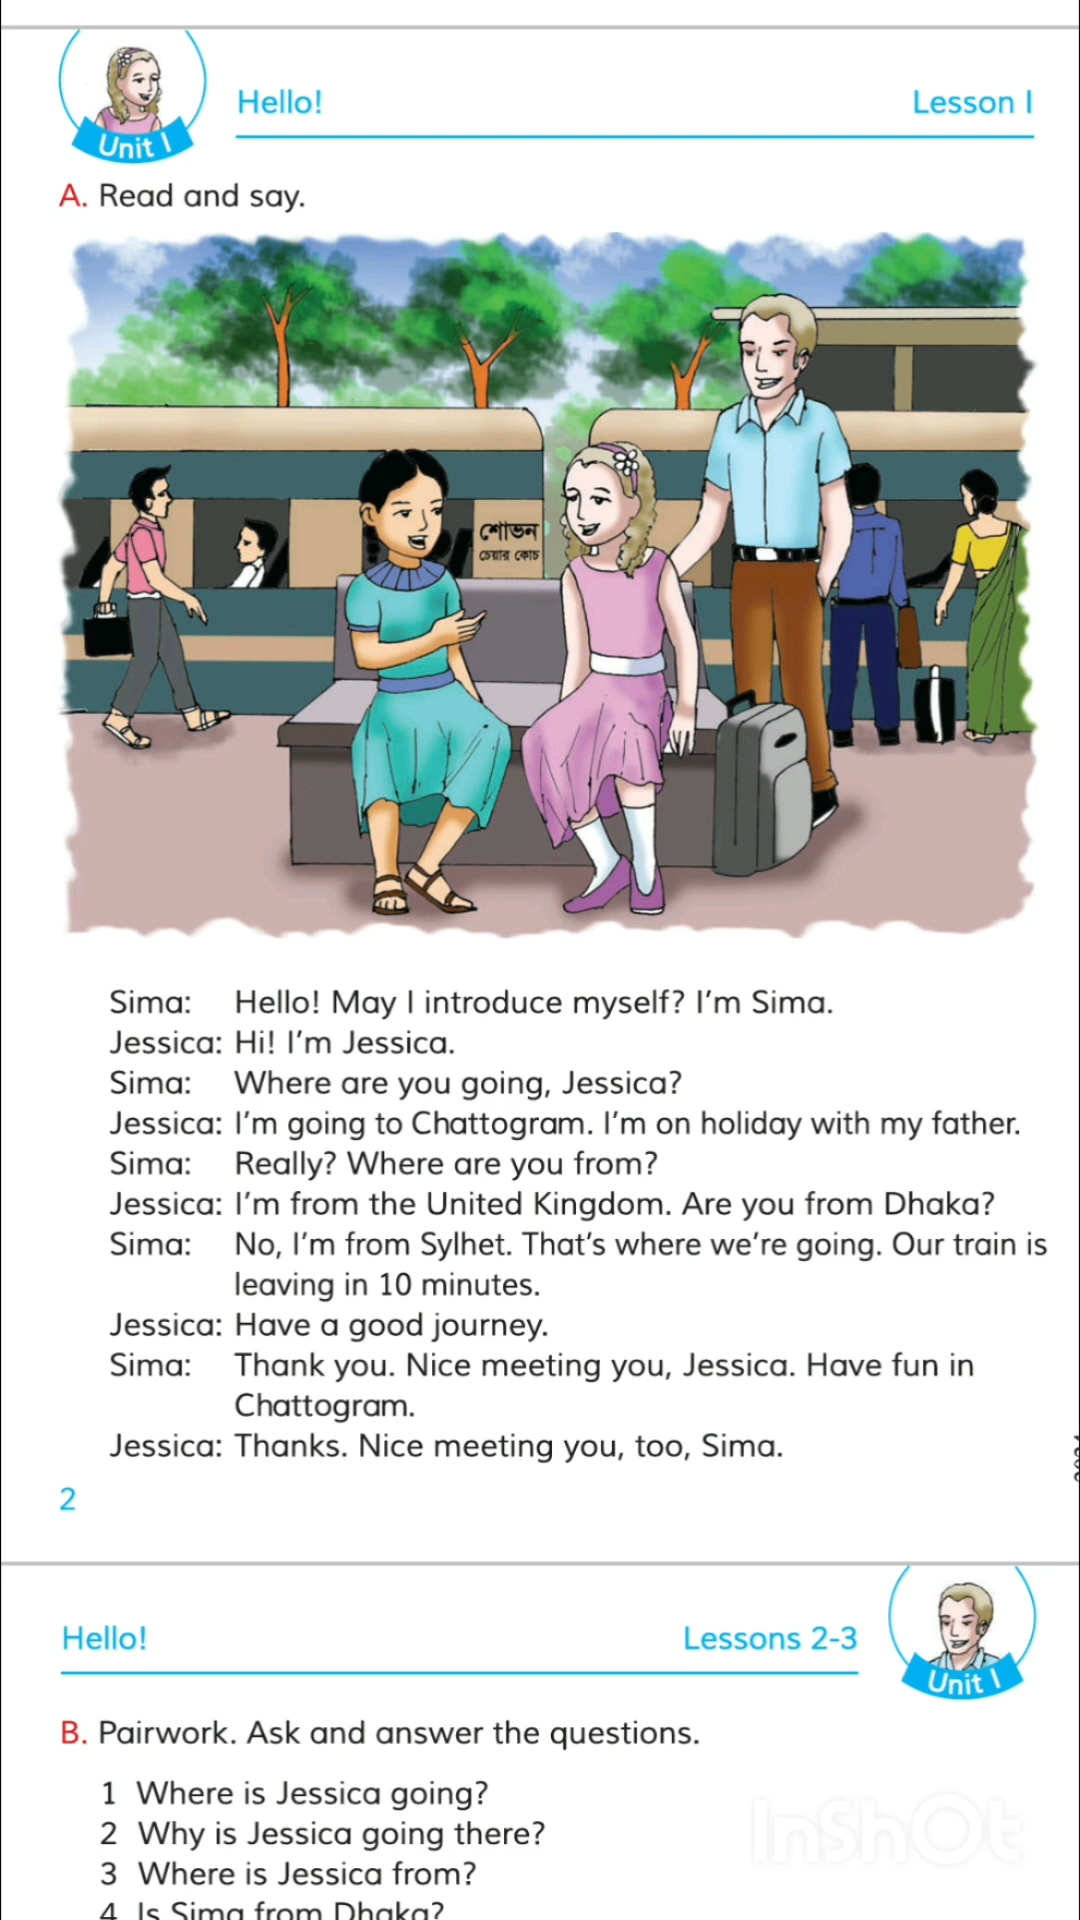 Hello!
Lesson 1
Unit 1
A. Read and say.
শোভন
চেয়ার কোচ
Sima: Hello! May I introduce myself? I'm Sima.
Jessica: Hi! I'm Jessica.
Sima: Where are you going, Jessica?
Jessica: I'm going to Chattogram. I'm on holiday with my father.
Sima: Really? Where are you from?
Jessica: I'm from the United Kingdom. Are you from Dhaka?
Sima: No, I'm from Sylhet. That's where we're going. Our train is
leaving in 10 minutes.
Jessica: Have a good journey.
Sima: Thank you. Nice meeting you, Jessica. Have fun in
Chattogram.
Jessica: Thanks. Nice meeting you, too, Sima.
2
Hello!
Lessons 2-3
Unit 1
B. Pairwork. Ask and answer the questions.
1 Where is Jessica going?
2 Why is Jessica going there?
3 Where is Jessica from?
4 Is Sima from Dhaka?
InShOt